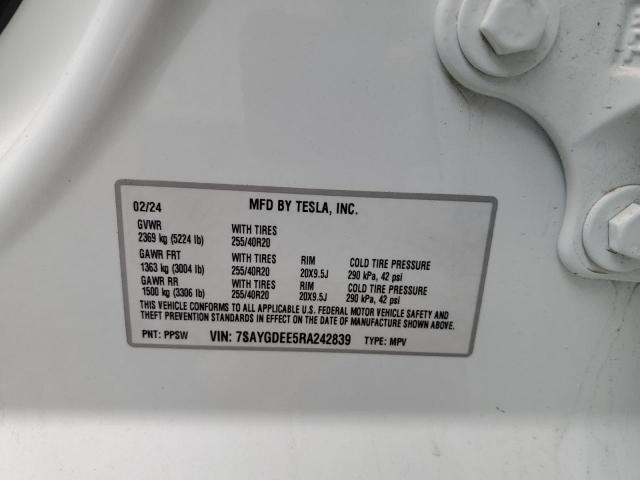 02/24 MFD BY TESLA, INC.
GVWR WITH TIRES
2369 kg (5224 lb) 255/40R20
GAWR FRT WITH TIRES RIM COLD TIRE PRESSURE
1363 kg (3004 lb) 255/40R20 20X9.5J 290 kPa, 42 psi
GAWR RR WITH TIRES RIM COLD TIRE PRESSURE
1500 kg (3306 lb) 255/40R20 20X9.5J 290 kPa, 42 psi
THIS VEHICLE CONFORMS TO ALL APPLICABLE U.S. FEDERAL MOTOR VEHICLE SAFETY AND
THEFT PREVENTION STANDARDS IN EFFECT ON THE DATE OF MANUFACTURE SHOWN ABOVE.
PNT: PPSW VIN: 7SAYGDEE5RA242839 TYPE: MPV